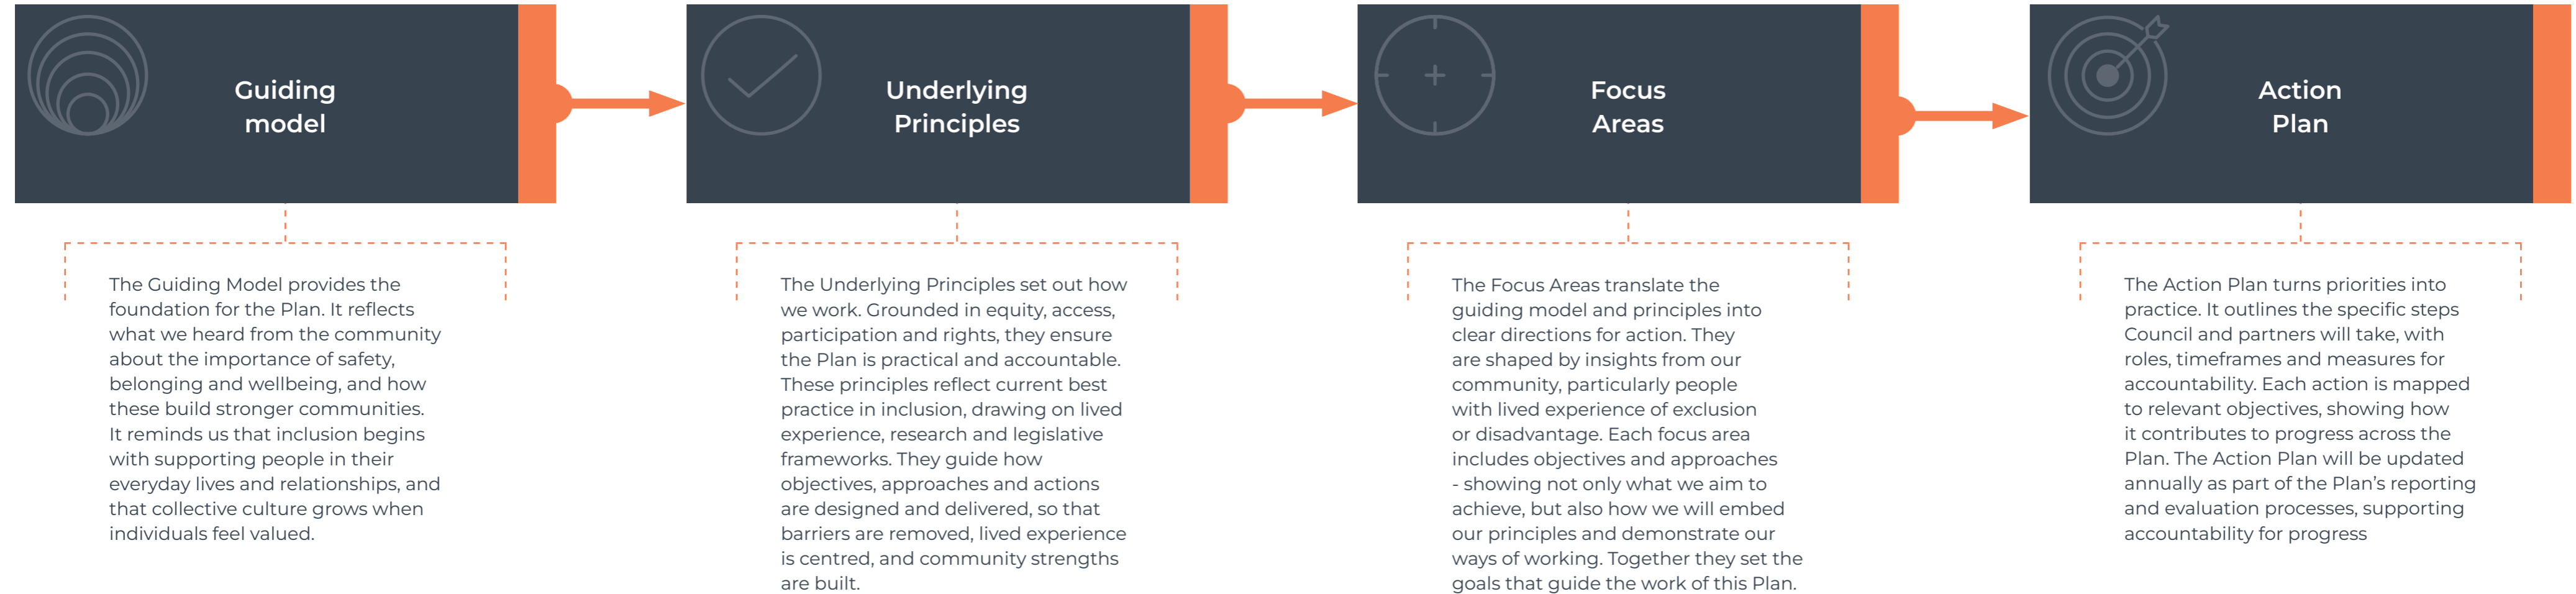 Guiding
model
The Guiding Model provides the
foundation for the Plan. It reflects
what we heard from the community
about the importance of safety,
belonging and wellbeing, and how
these build stronger communities.
It reminds us that inclusion begins
with supporting people in their
everyday lives and relationships, and
that collective culture grows when
individuals feel valued.
Underlying
Principles
The Underlying Principles set out how
we work. Grounded in equity, access,
participation and rights, they ensure
the Plan is practical and accountable.
These principles reflect current best
practice in inclusion, drawing on lived
experience, research and legislative
frameworks. They guide how
objectives, approaches and actions
are designed and delivered, so that
barriers are removed, lived experience
is centred, and community strengths
are built.
Focus
Areas
The Focus Areas translate the
guiding model and principles into
clear directions for action. They
are shaped by insights from our
community, particularly people
with lived experience of exclusion
or disadvantage. Each focus area
includes objectives and approaches
- showing not only what we aim to
achieve, but also how we will embed
our principles and demonstrate our
ways of working. Together they set the
goals that guide the work of this Plan.
Action
Plan
The Action Plan turns priorities into
practice. It outlines the specific steps
Council and partners will take, with
roles, timeframes and measures for
accountability. Each action is mapped
to relevant objectives, showing how
it contributes to progress across the
Plan. The Action Plan will be updated
annually as part of the Plan’s reporting
and evaluation processes, supporting
accountability for progress